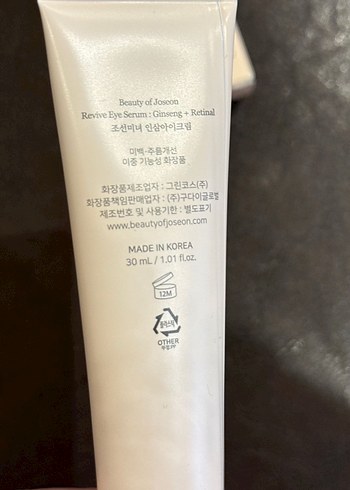 Beauty of Joseon
Revive Eye Serum : Ginseng + Retinal
조선미녀 인삼아이크림
미백·주름개선
이중 기능성 화장품
화장품제조업자 : 그린코스(주)
화장품책임판매업자 : (주)구다이글로벌
제조번호 및 사용기한 : 별도표기
www.beautyofjoseon.com
MADE IN KOREA
30 mL / 1.01 fl.oz.
12M
플라스틱
OTHER